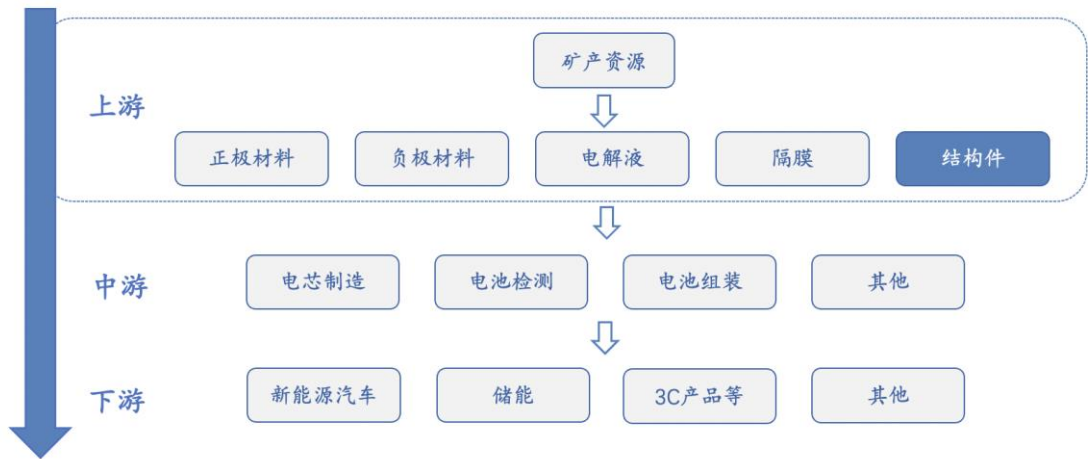 矿产资源
上游
正极材料 负极材料 电解液 隔膜 结构件
中游 电芯制造 电池检测 电池组装 其他
下游 新能源汽车 储能 3C产品等 其他